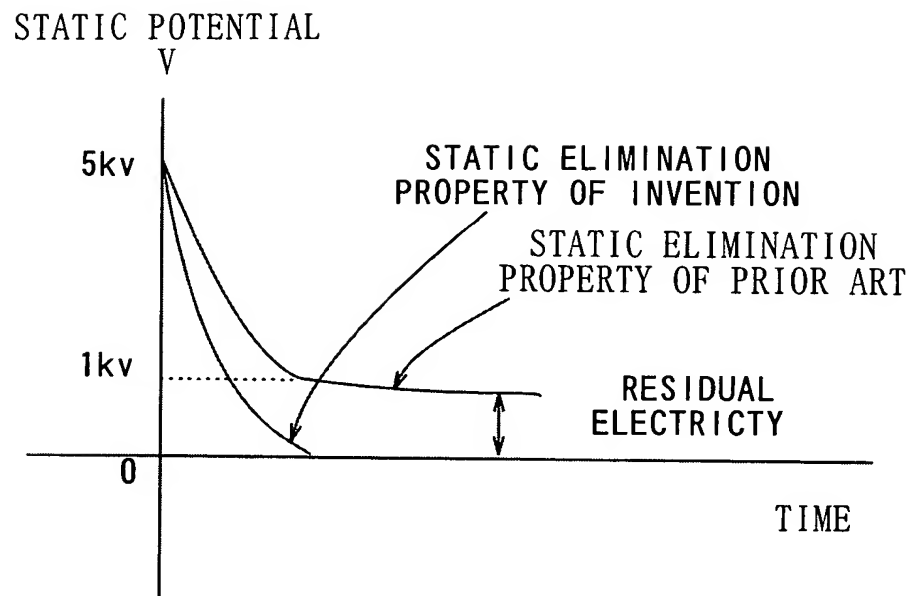 STATIC POTENTIAL
V
5kv
STATIC ELIMINATION
PROPERTY OF INVENTION
STATIC ELIMINATION
PROPERTY OF PRIOR ART
1kv
RESIDUAL
ELECTRICTY
0
TIME